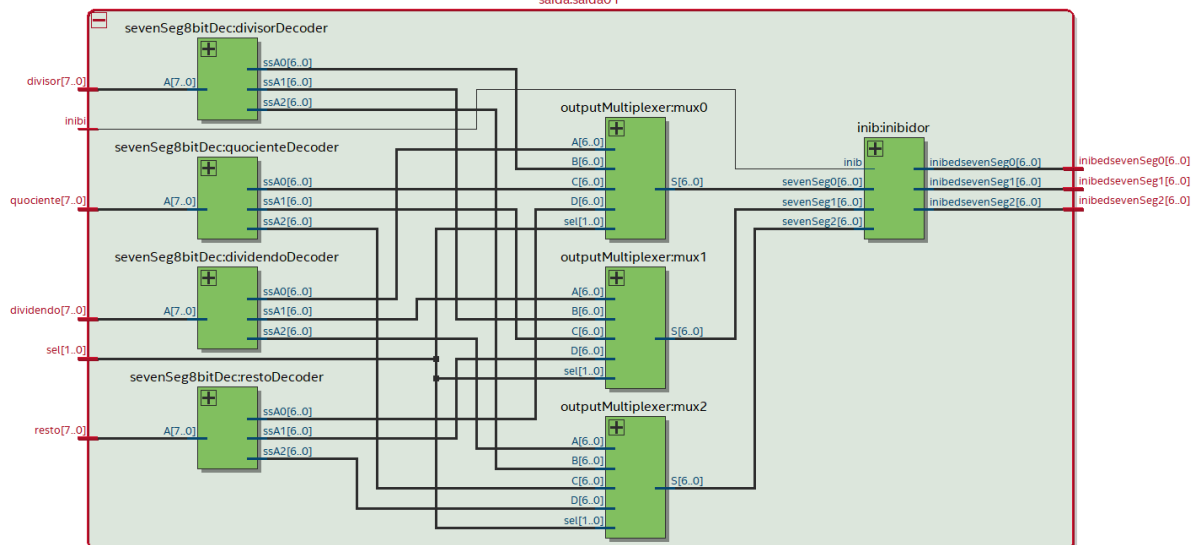 saida:saida01
sevenSeg8bitDec:divisorDecoder
divisor[7..0]
A[7..0]
ssA0[6..0]
ssA1[6..0]
ssA2[6..0]
inibi
sevenSeg8bitDec:quocienteDecoder
quociente[7..0]
A[7..0]
ssA0[6..0]
ssA1[6..0]
ssA2[6..0]
sevenSeg8bitDec:dividendoDecoder
dividendo[7..0]
A[7..0]
ssA0[6..0]
ssA1[6..0]
ssA2[6..0]
sel[1..0]
sevenSeg8bitDec:restoDecoder
resto[7..0]
A[7..0]
ssA0[6..0]
ssA1[6..0]
ssA2[6..0]
outputMultiplexer:mux0
A[6..0]
B[6..0]
C[6..0]
D[6..0]
sel[1..0]
S[6..0]
outputMultiplexer:mux1
A[6..0]
B[6..0]
C[6..0]
D[6..0]
sel[1..0]
S[6..0]
outputMultiplexer:mux2
A[6..0]
B[6..0]
C[6..0]
D[6..0]
sel[1..0]
S[6..0]
inib:inibidor
inib
sevenSeg0[6..0]
sevenSeg1[6..0]
sevenSeg2[6..0]
inibedsevenSeg0[6..0]
inibedsevenSeg1[6..0]
inibedsevenSeg2[6..0]
inibedsevenSeg0[6..0]
inibedsevenSeg1[6..0]
inibedsevenSeg2[6..0]